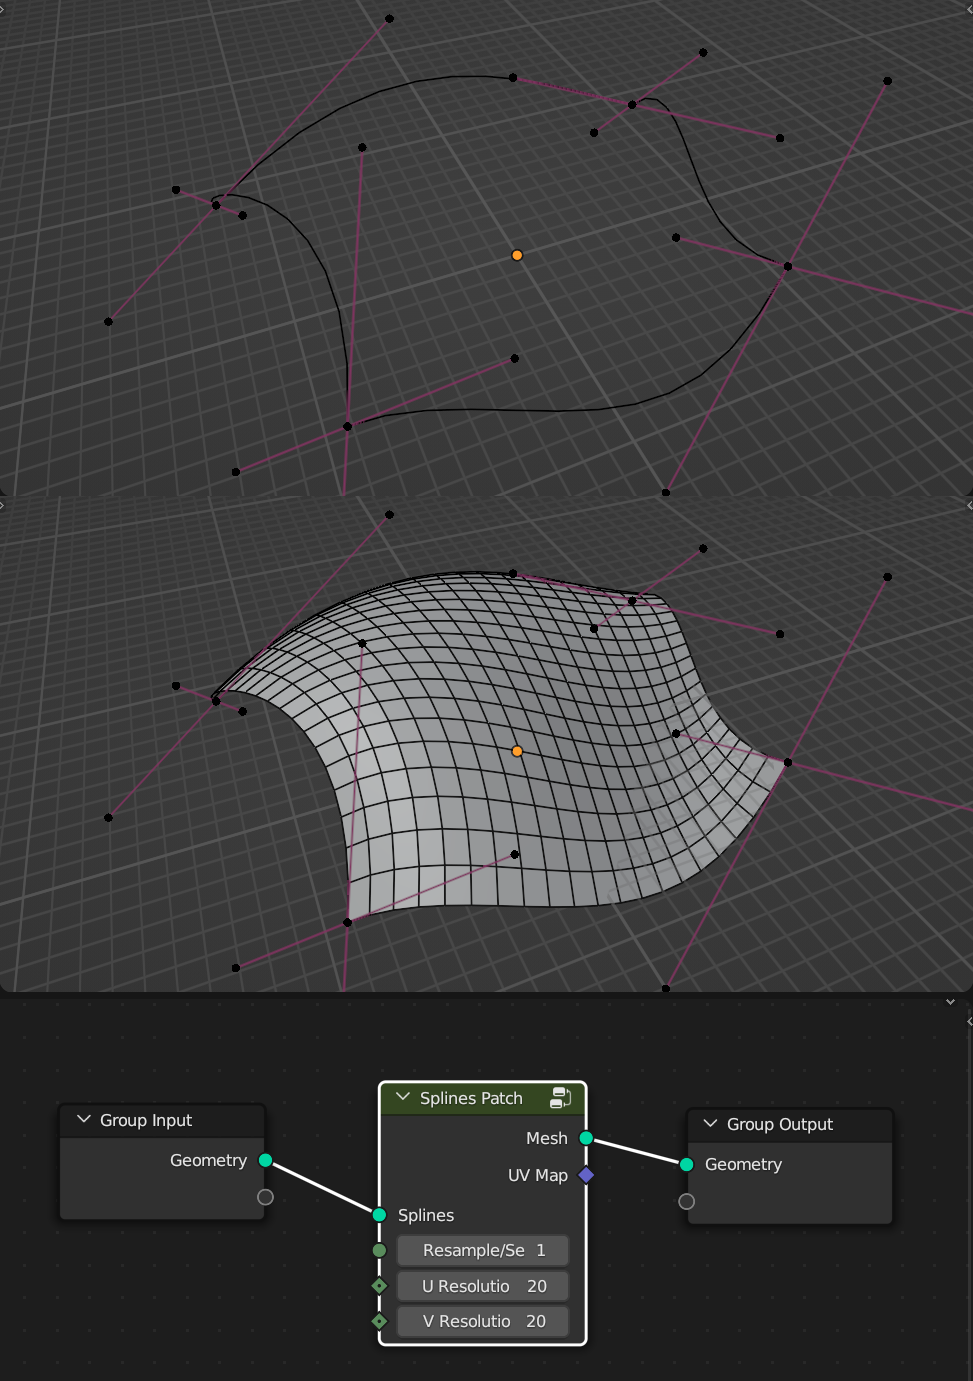 Group Input
Geometry
Splines Patch
Mesh
UV Map
Splines
Resample/Se 1
U Resolutio 20
V Resolutio 20
Group Output
Geometry